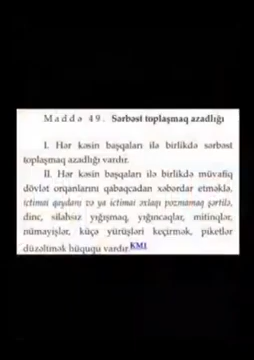 Maddə 49. Sərbəst toplaşmaq azadlığı
I. Hər kəsin başqaları ilə birlikdə sərbəst
toplaşmaq azadlığı vardır.
II. Hər kəsin başqaları ilə birlikdə müvafiq
dövlət orqanlarını qabaqcadan xəbərdar etməklə,
ictimai qaydanı və ya ictimai əxlaqı pozmamaq şərtilə,
dinc, silahsız yığışmaq, yığıncaqlar, mitinqlər,
nümayişlər, küçə yürüşləri keçirmək, piketlər
düzəltmək hüququ vardır.KM1